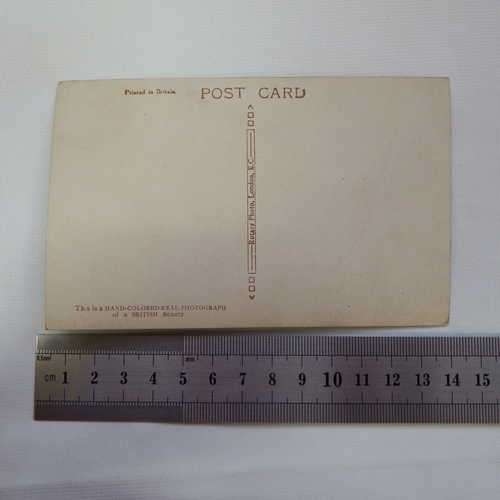 Printed in Britain.
POST CARD
Rotary Photo, London, E.C.
This is a HAND-COLORED REAL PHOTOGRAPH
of a BRITISH Beauty
cm 1 2 3 4 5 6 7 8 9 10 11 12 13 14 15